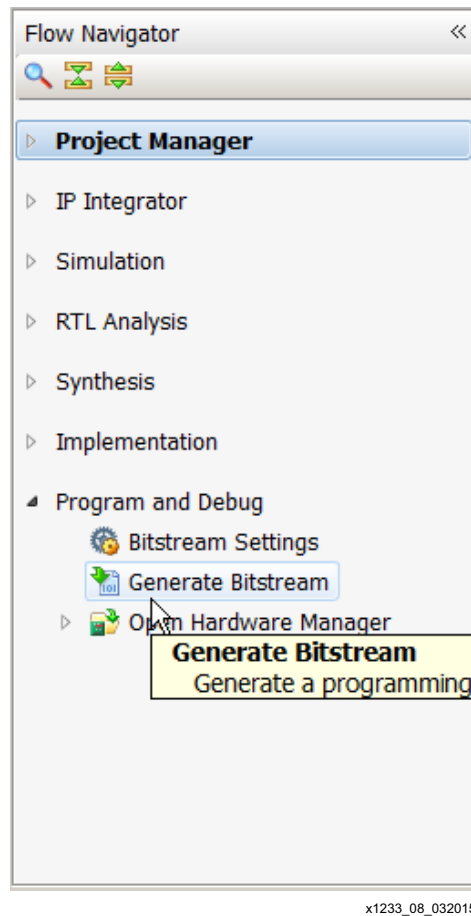 Flow Navigator
Project Manager
IP Integrator
Simulation
RTL Analysis
Synthesis
Implementation
Program and Debug
Bitstream Settings
Generate Bitstream
Open Hardware Manager
Generate Bitstream
Generate a programming
x1233_08_032015